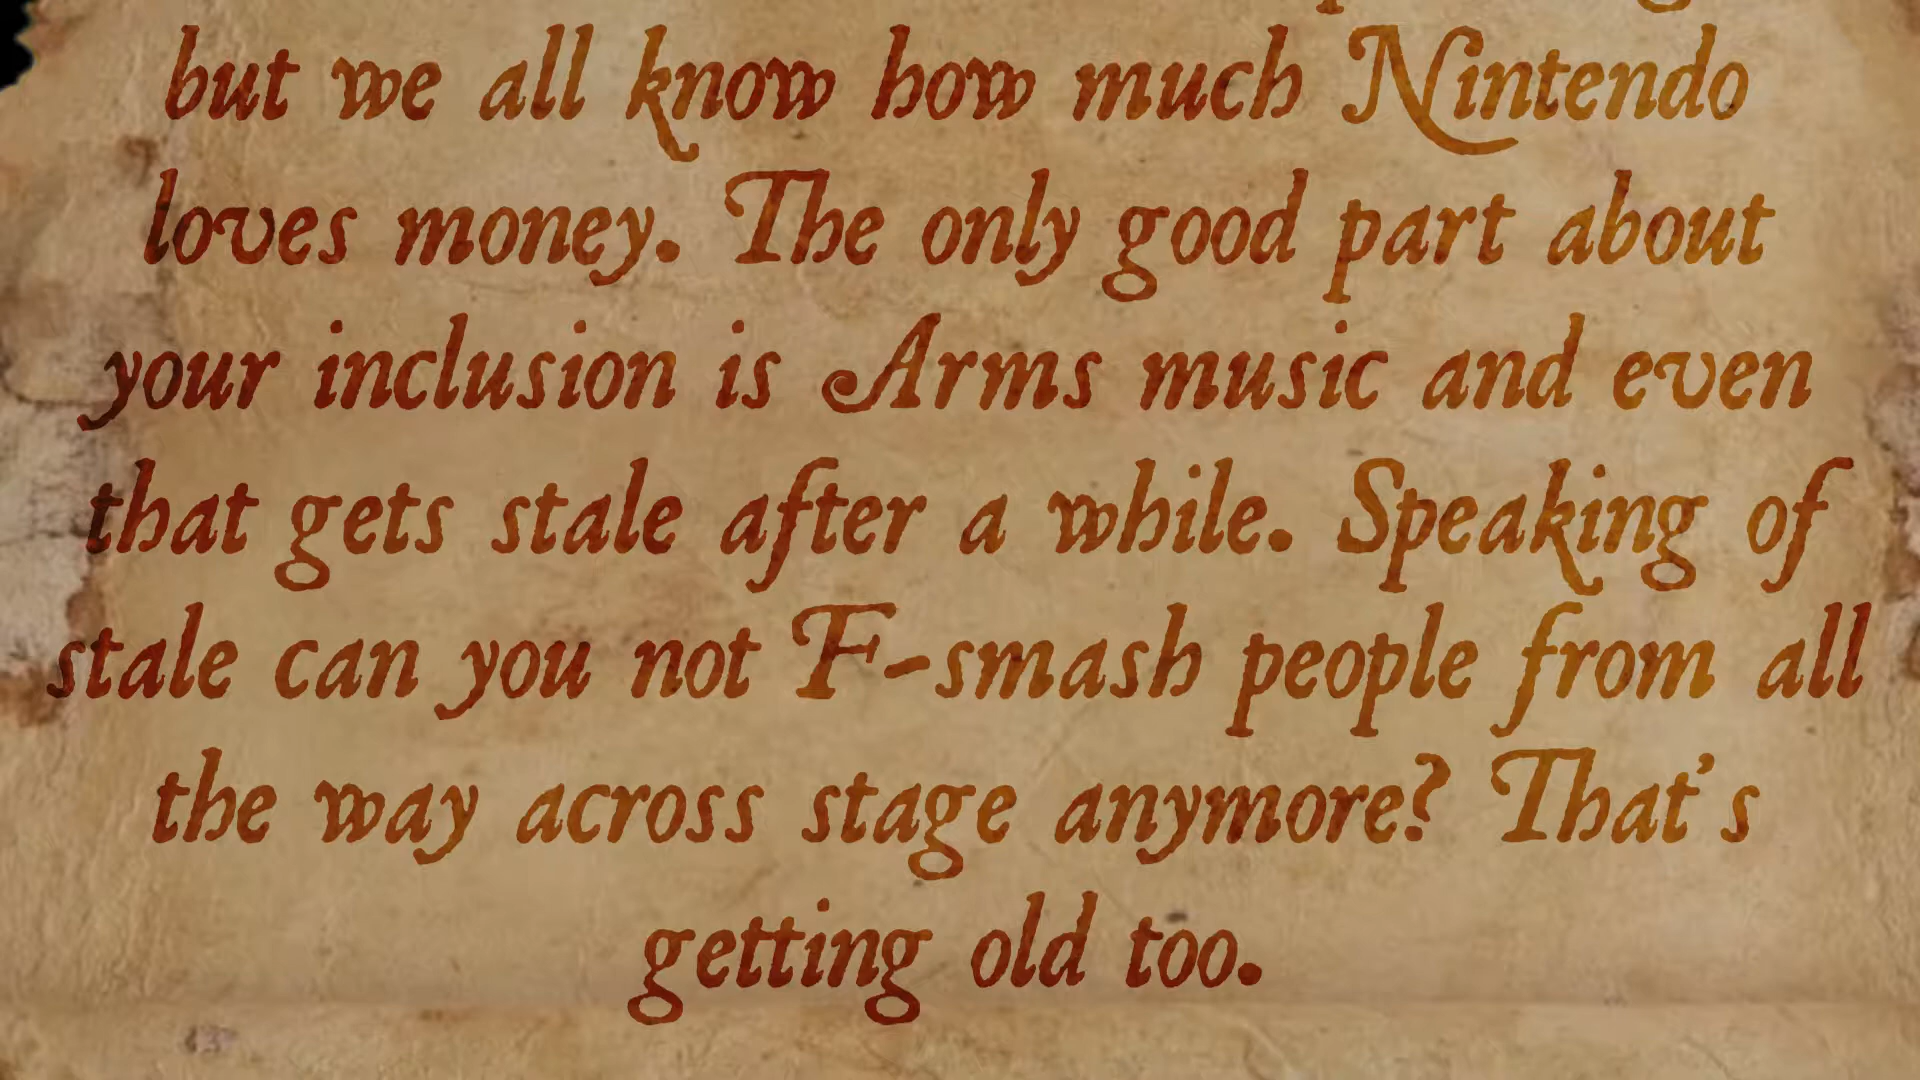 but we all know how much Nintendo
loves money. The only good part about
your inclusion is Arms music and even
that gets stale after a while. Speaking of
stale can you not F-smash people from all
the way across stage anymore? That's
getting old too.